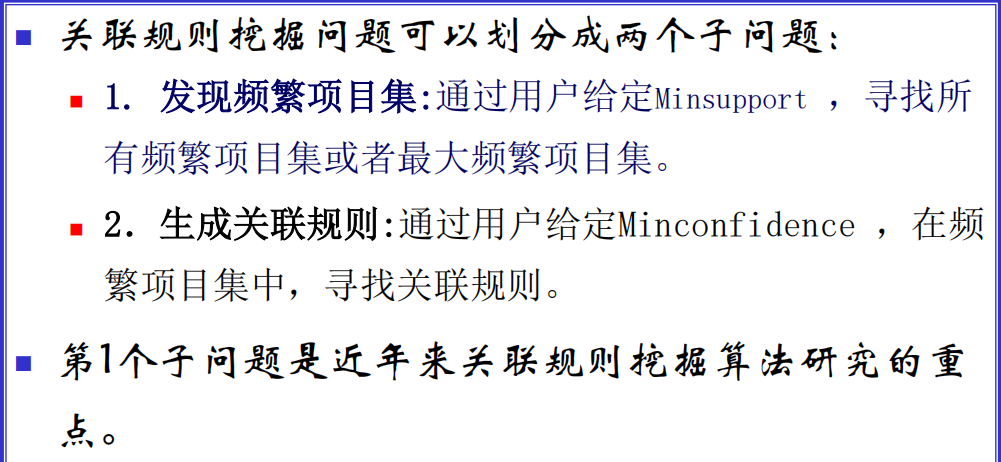 关联规则挖掘问题可以划分成两个子问题：
1. 发现频繁项目集:通过用户给定Minsupport ，寻找所
有频繁项目集或者最大频繁项目集。
2. 生成关联规则:通过用户给定Minconfidence ，在频
繁项目集中，寻找关联规则。
第1个子问题是近年来关联规则挖掘算法研究的重
点。